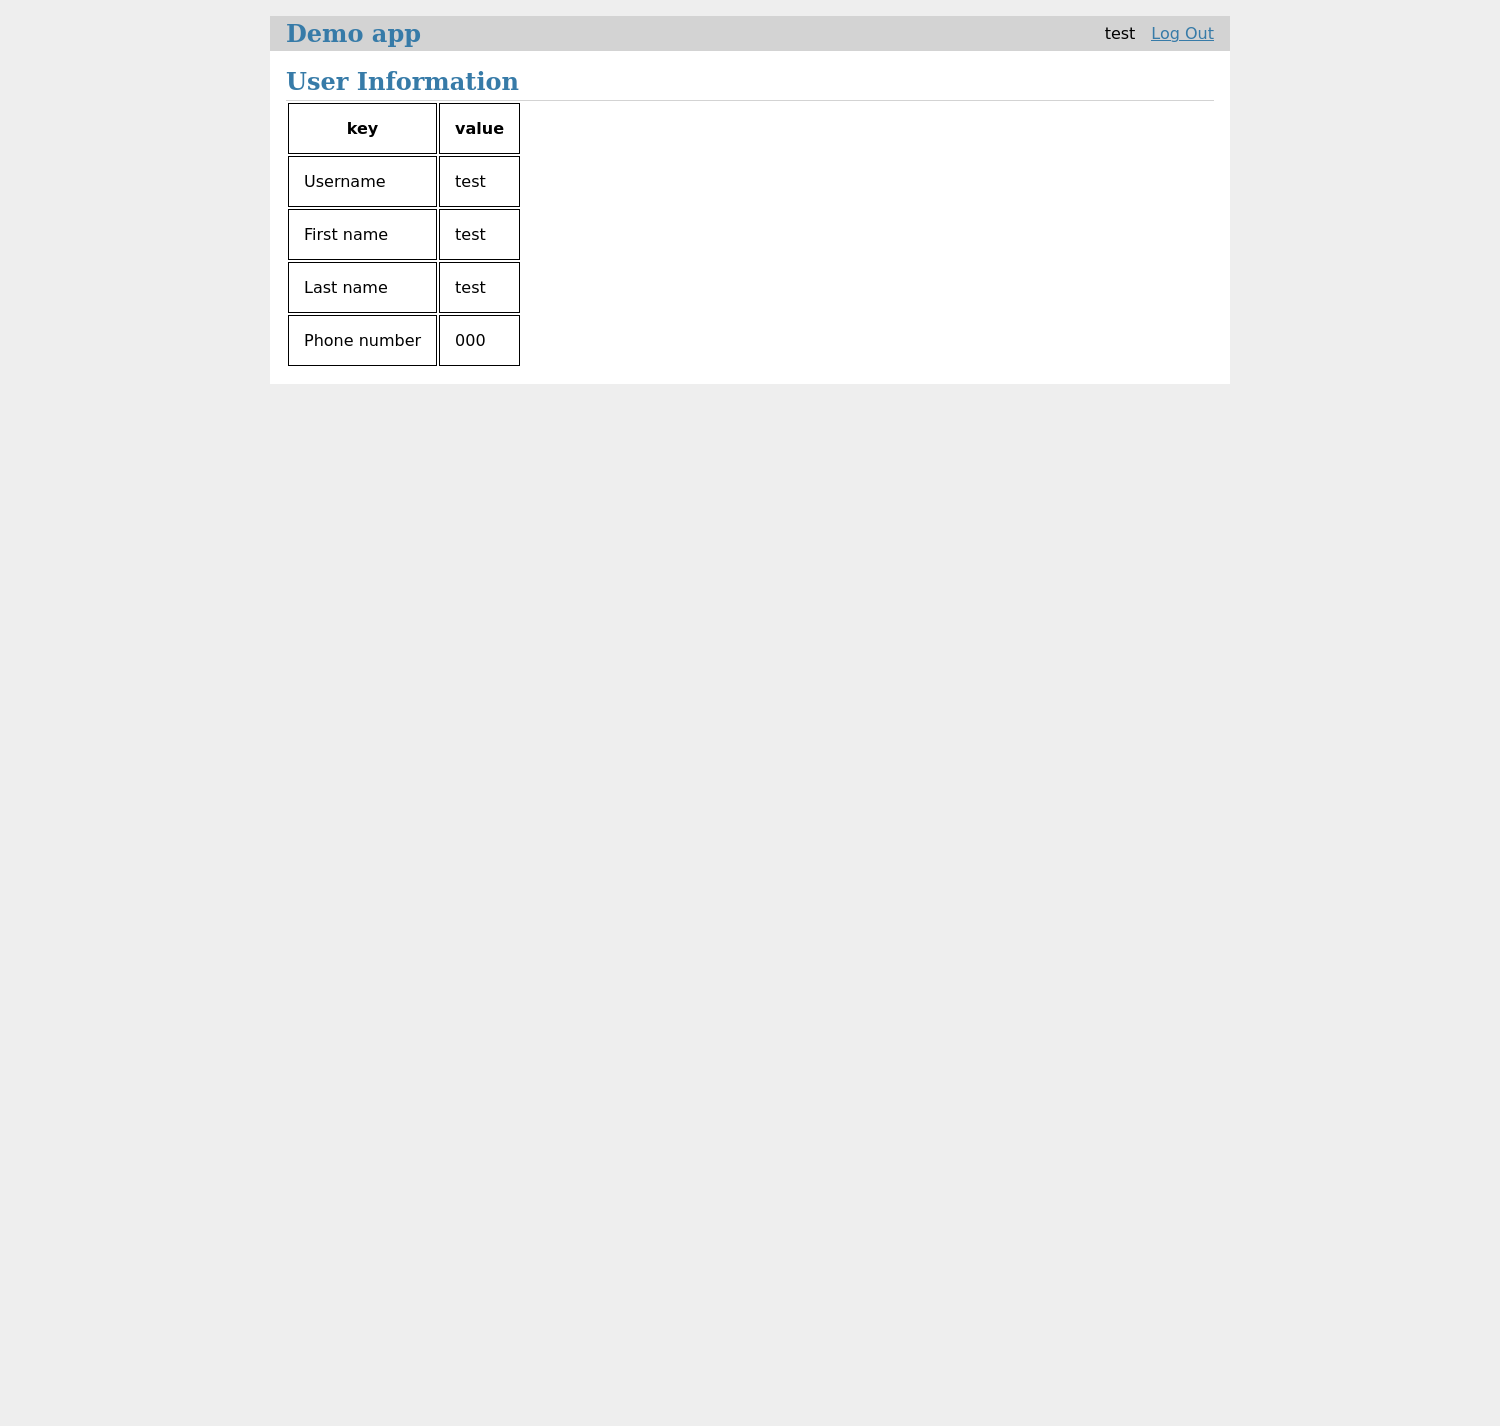 Demo app test Log Out
User Information
key value
Username test
First name test
Last name test
Phone number 000